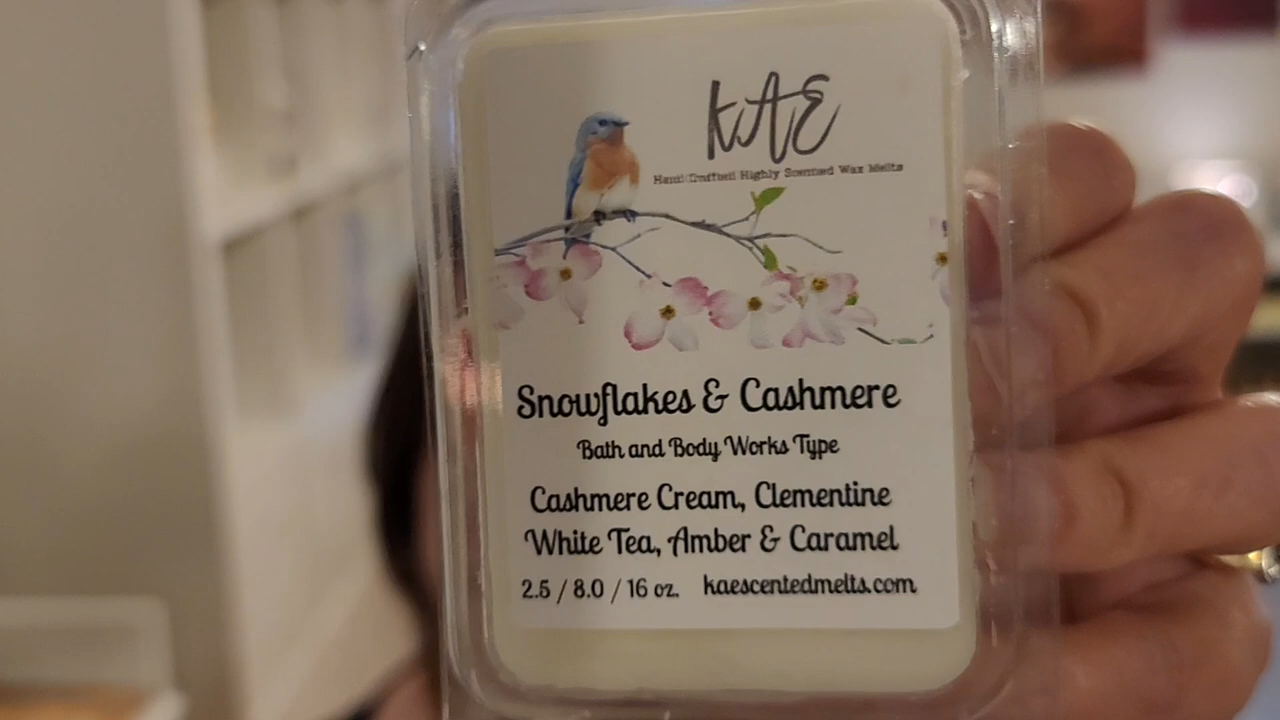 KAE
Hand Crafted Highly Scented Wax Melts
Snowflakes & Cashmere
Bath and Body Works Type
Cashmere Cream, Clementine
White Tea, Amber & Caramel
2.5 / 8.0 / 16 oz. kaescentedmelts.com